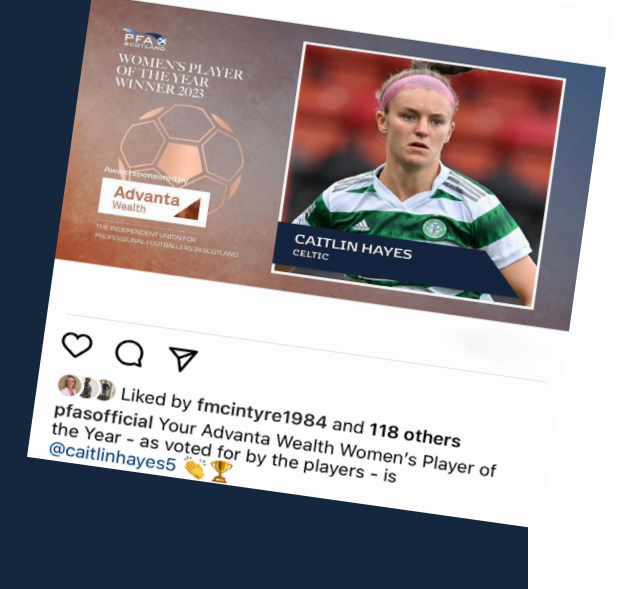 PFA
SCOTLAND
WOMEN'S PLAYER
OF THE YEAR
WINNER 2023
Award sponsored by
Advanta
Wealth
THE INDEPENDENT UNION FOR
PROFESSIONAL FOOTBALLERS IN SCOTLAND
CAITLIN HAYES
CELTIC
Liked by fmcintyre1984 and 118 others
pfasofficial Your Advanta Wealth Women's Player of
the Year - as voted for by the players - is
@caitlinhayes5 👏🏆